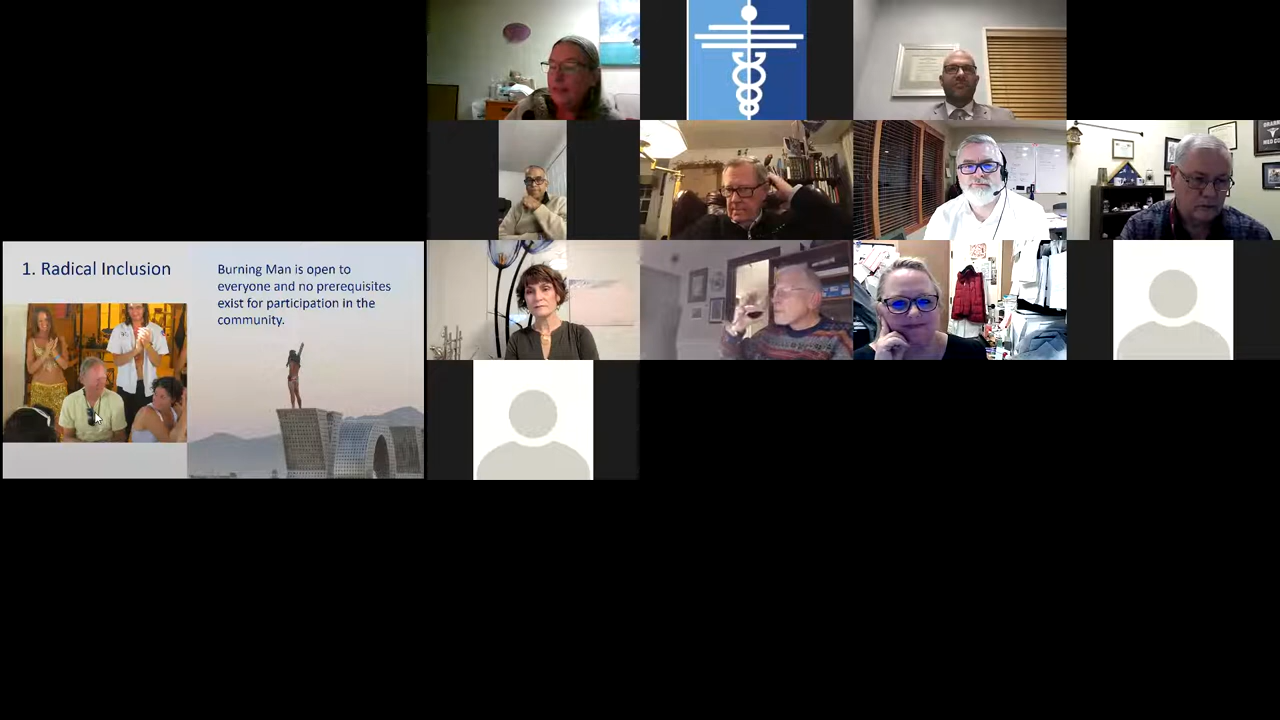 1. Radical Inclusion
Burning Man is open to
everyone and no prerequisites
exist for participation in the
community.